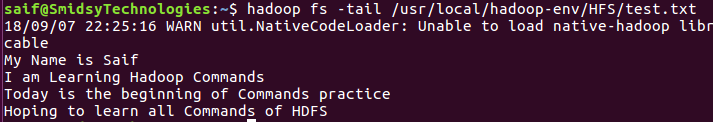 saif@SmidsyTechnologies:~$ hadoop fs -tail /usr/local/hadoop-env/HFS/test.txt
18/09/07 22:25:16 WARN util.NativeCodeLoader: Unable to load native-hadoop libr
cable
My Name is Saif
I am Learning Hadoop Commands
Today is the beginning of Commands practice
Hoping to learn all Commands of HDFS